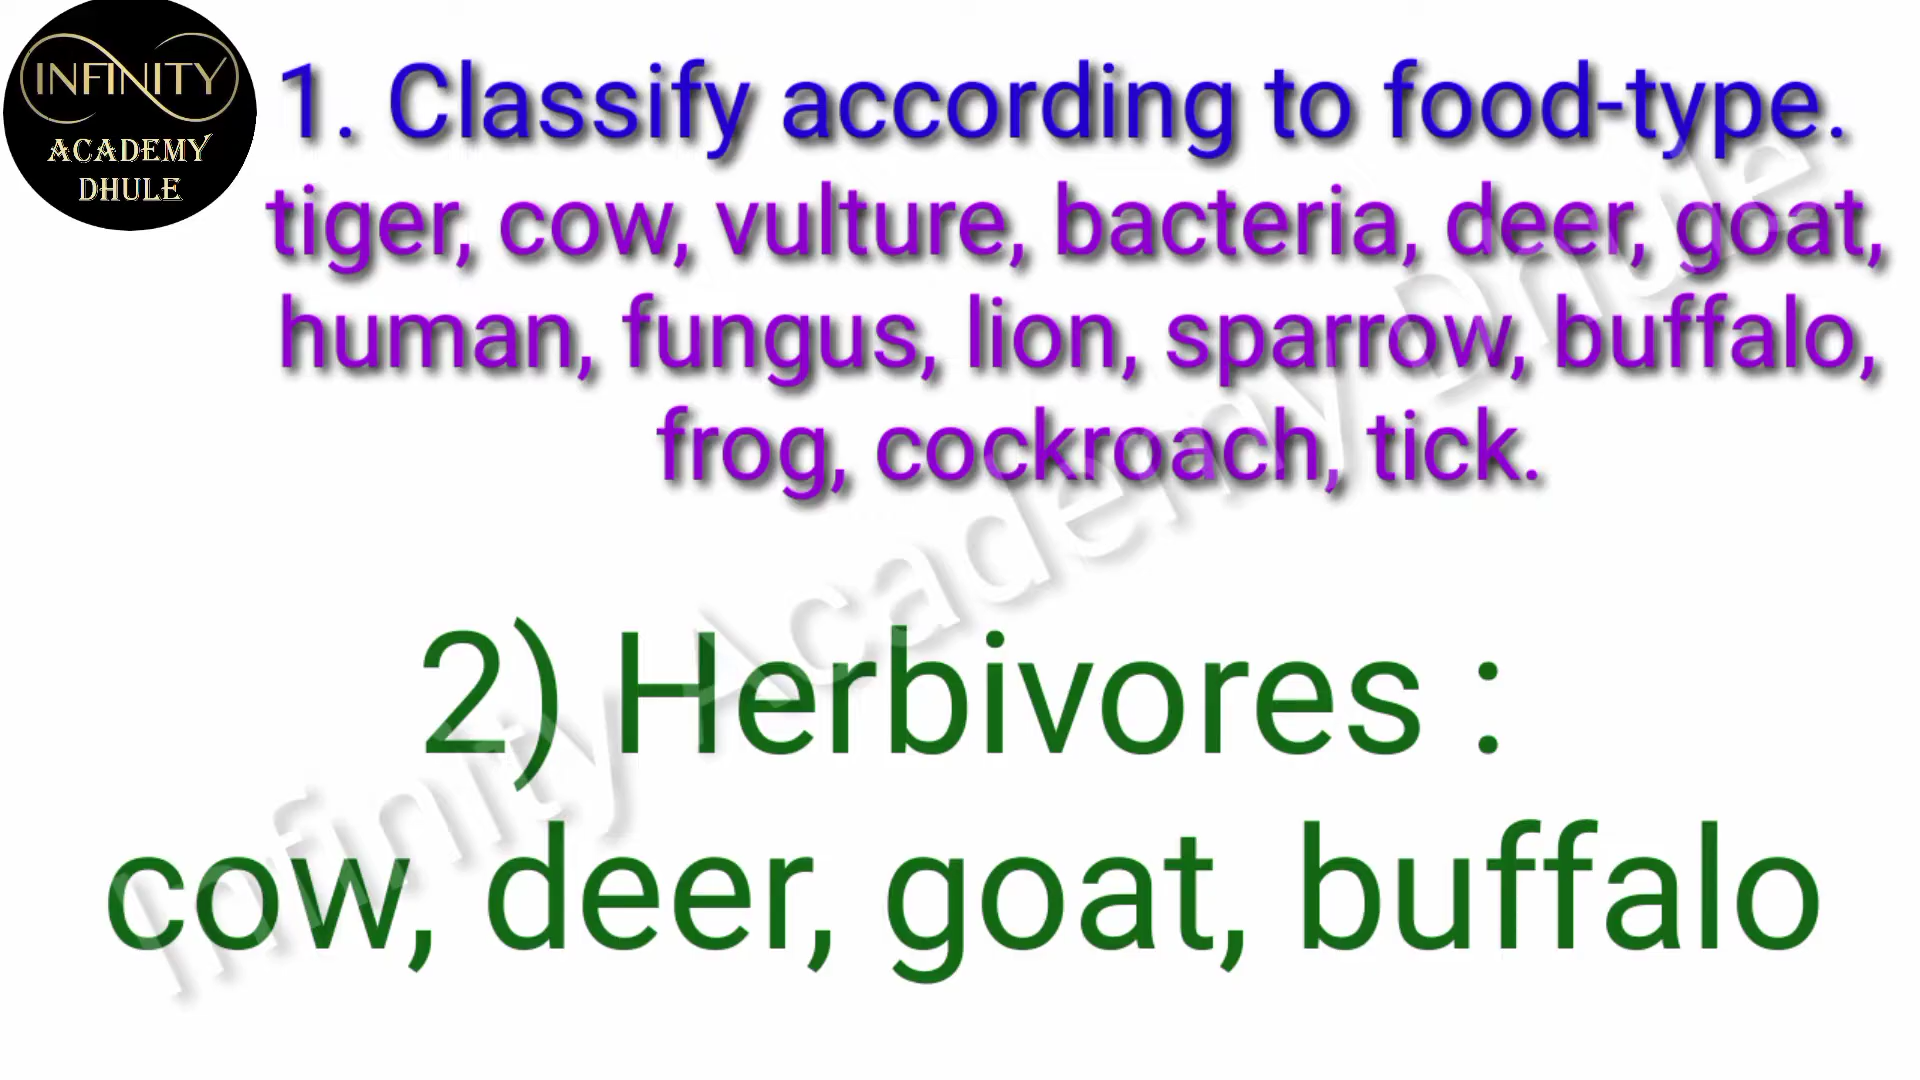 INFINITY
ACADEMY
DHULE
1. Classify according to food-type.
tiger, cow, vulture, bacteria, deer, goat,
human, fungus, lion, sparrow, buffalo,
frog, cockroach, tick.
2) Herbivores :
cow, deer, goat, buffalo
Infinity Academy Dhule